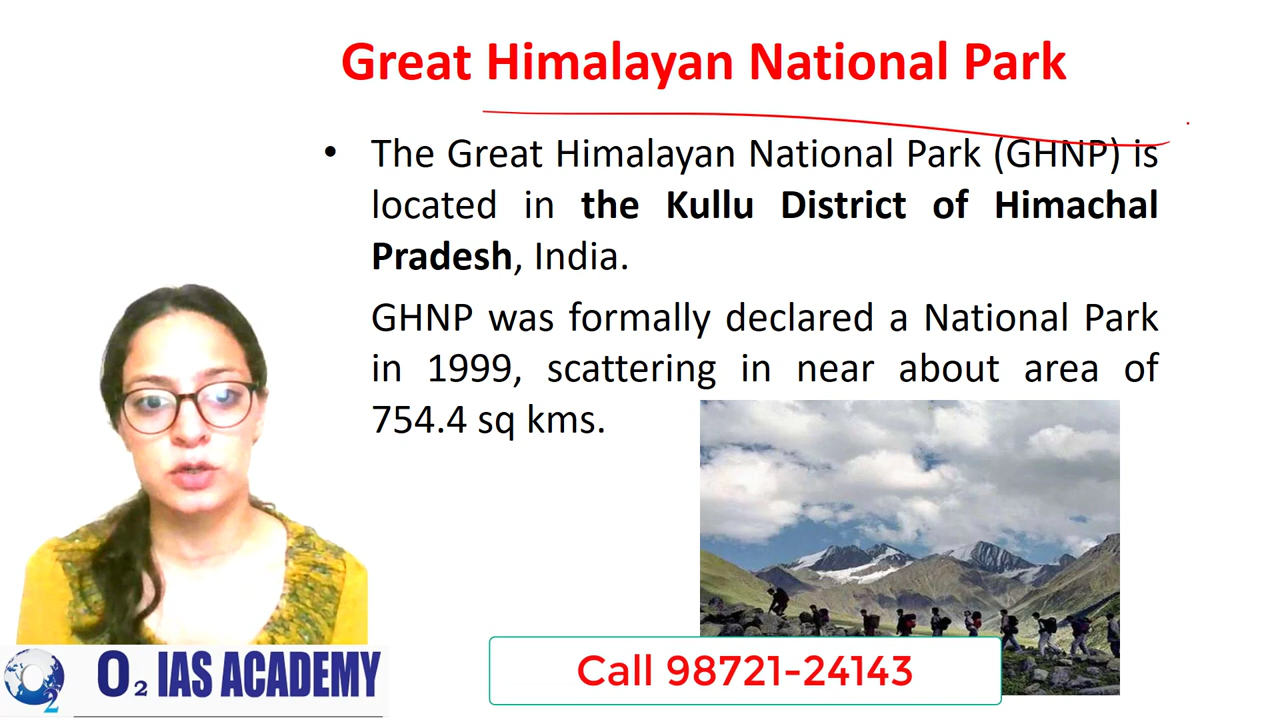 Great Himalayan National Park
• The Great Himalayan National Park (GHNP) is
located in the Kullu District of Himachal
Pradesh, India.
GHNP was formally declared a National Park
in 1999, scattering in near about area of
754.4 sq kms.
O2
O2 IAS ACADEMY
Call 98721-24143